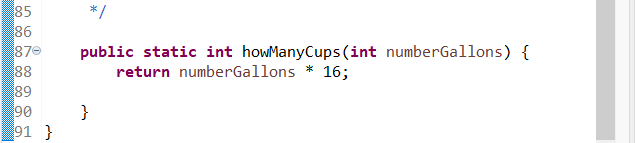 85 */
86
87 public static int howManyCups(int numberGallons) {
88 return numberGallons * 16;
89
90 }
91 }